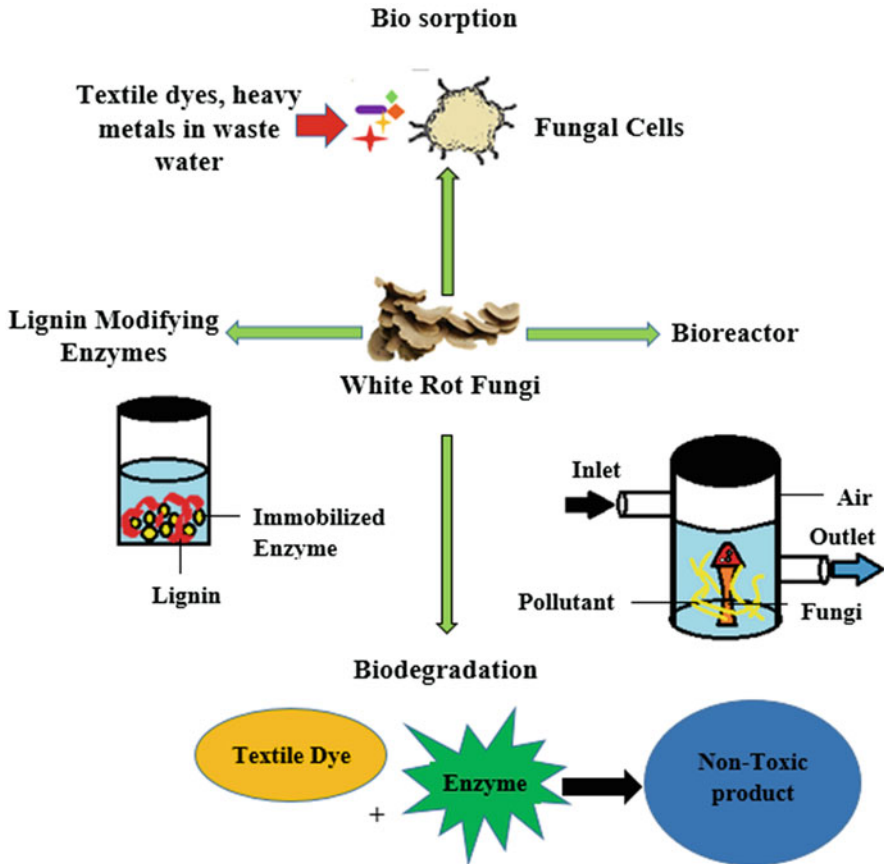 Bio sorption
Textile dyes, heavy
metals in waste
water
Fungal Cells
Lignin Modifying
Enzymes
Bioreactor
White Rot Fungi
Immobilized
Enzyme
Lignin
Inlet
Air
Outlet
Pollutant
Fungi
Biodegradation
Textile Dye
+
Enzyme
Non-Toxic
product